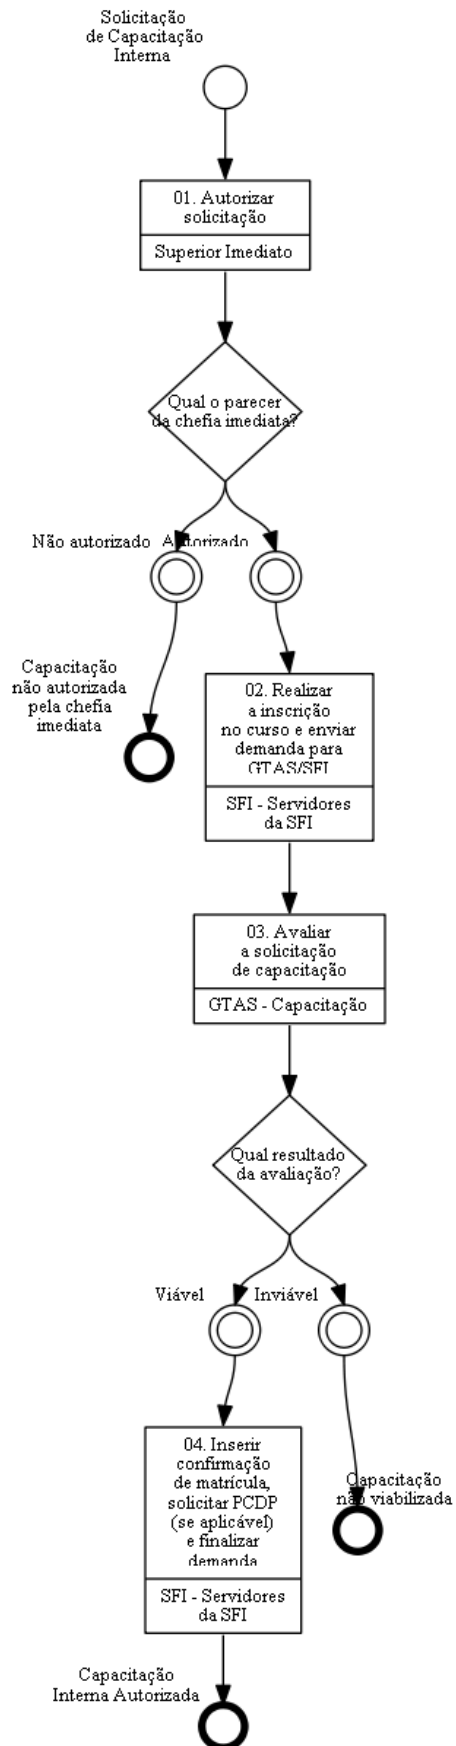 Solicitação
de Capacitação
Interna
01. Autorizar
solicitação
Superior Imediato
Qual o parecer
da chefia imediata?
Não autorizado
Autorizado
Capacitação
não autorizada
pela chefia
imediata
02. Realizar
a inscrição
no curso e enviar
demanda para
GTAS/SFI
SFI - Servidores
da SFI
03. Avaliar
a solicitação
de capacitação
GTAS - Capacitação
Qual resultado
da avaliação?
Viável
Inviável
04. Inserir
confirmação
de matrícula,
solicitar PCDP
(se aplicável)
e finalizar
demanda
SFI - Servidores
da SFI
Capacitação
não viabilizada
Capacitação
Interna Autorizada